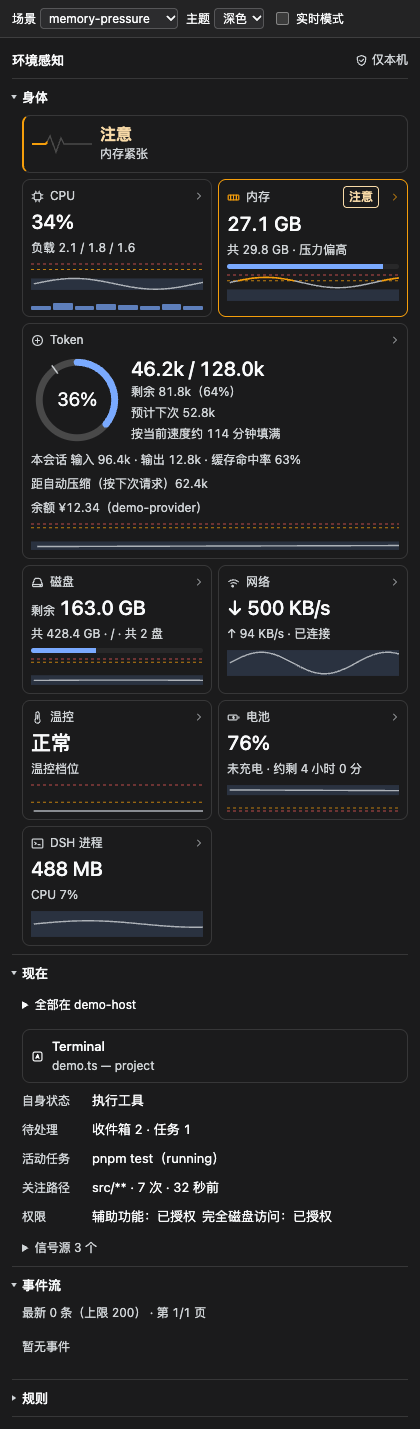 场景 memory-pressure 主题 深色 实时模式
环境感知 仅本机
身体
注意
内存紧张
CPU
34%
负载 2.1 / 1.8 / 1.6
内存 注意
27.1 GB
共 29.8 GB · 压力偏高
Token
36%
46.2k / 128.0k
剩余 81.8k（64%）
预计下次 52.8k
按当前速度约 114 分钟填满
本会话 输入 96.4k · 输出 12.8k · 缓存命中率 63%
距自动压缩（按下次请求）62.4k
余额 ¥12.34（demo-provider）
磁盘
剩余 163.0 GB
共 428.4 GB · / · 共 2 盘
网络
↓ 500 KB/s
↑ 94 KB/s · 已连接
温控
正常
温控档位
电池
76%
未充电 · 约剩 4 小时 0 分
DSH 进程
488 MB
CPU 7%
现在
全部在 demo-host
Terminal
demo.ts — project
自身状态 执行工具
待处理 收件箱 2 · 任务 1
活动任务 pnpm test（running）
关注路径 src/** · 7 次 · 32 秒前
权限 辅助功能：已授权 完全磁盘访问：已授权
信号源 3 个
事件流
最新 0 条（上限 200） · 第 1/1 页
暂无事件
规则